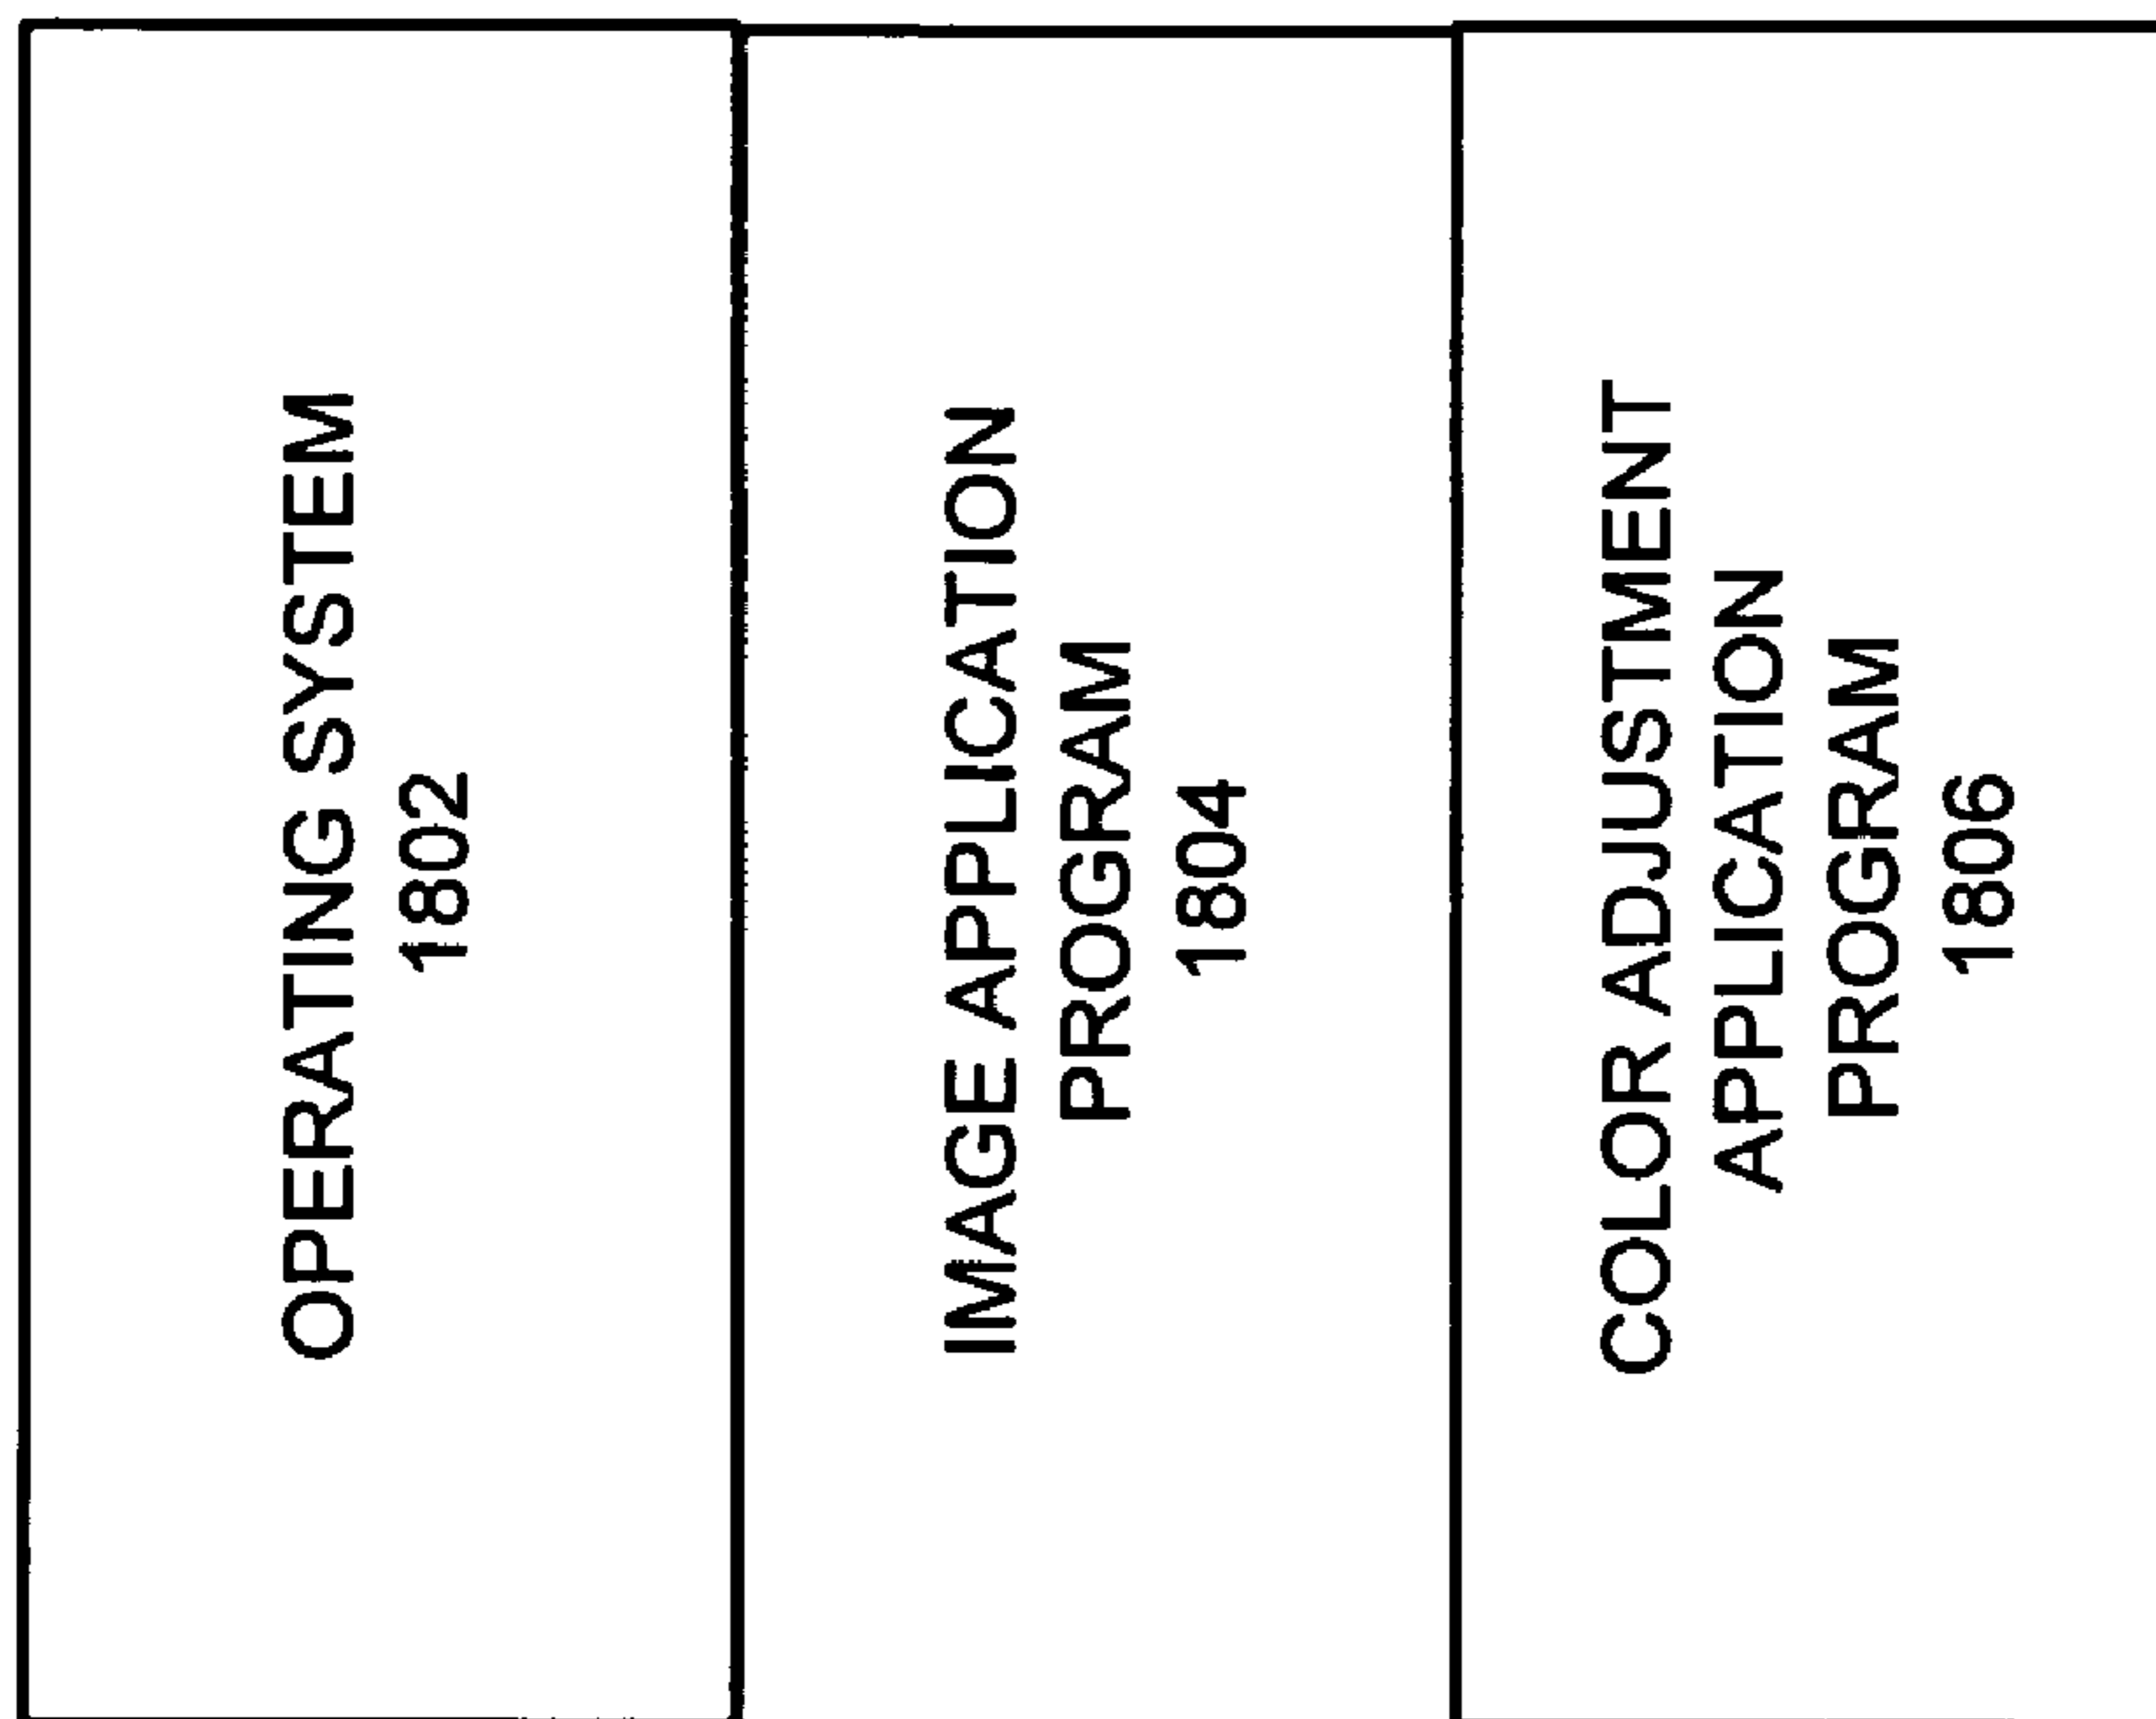 OPERATING SYSTEM
1802
IMAGE APPLICATION
PROGRAM
1804
COLOR ADJUSTMENT
APPLICATION
PROGRAM
1806